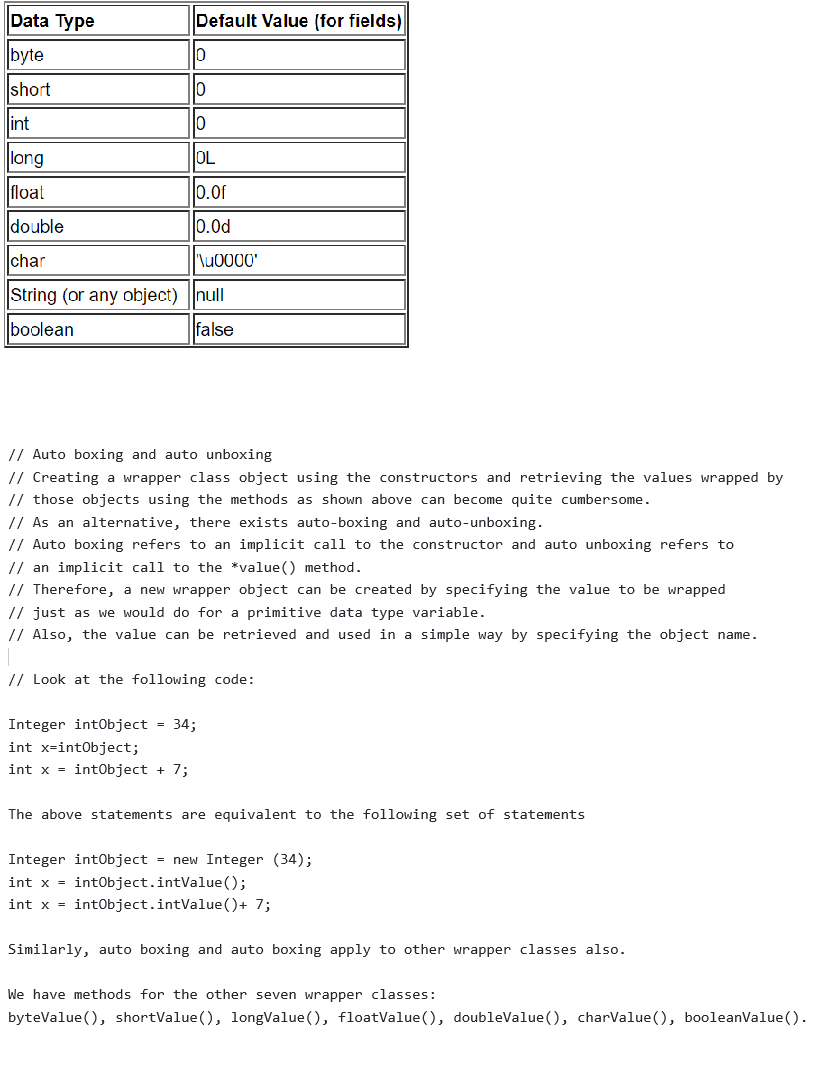 Data Type Default Value (for fields)
byte 0
short 0
int 0
long 0L
float 0.0f
double 0.0d
char '\u0000'
String (or any object) null
boolean false
// Auto boxing and auto unboxing
// Creating a wrapper class object using the constructors and retrieving the values wrapped by
// those objects using the methods as shown above can become quite cumbersome.
// As an alternative, there exists auto-boxing and auto-unboxing.
// Auto boxing refers to an implicit call to the constructor and auto unboxing refers to
// an implicit call to the *value() method.
// Therefore, a new wrapper object can be created by specifying the value to be wrapped
// just as we would do for a primitive data type variable.
// Also, the value can be retrieved and used in a simple way by specifying the object name.
// Look at the following code:
Integer intObject = 34;
int x=intObject;
int x = intObject + 7;
The above statements are equivalent to the following set of statements
Integer intObject = new Integer (34);
int x = intObject.intValue();
int x = intObject.intValue()+ 7;
Similarly, auto boxing and auto boxing apply to other wrapper classes also.
We have methods for the other seven wrapper classes:
byteValue(), shortValue(), longValue(), floatValue(), doubleValue(), charValue(), booleanValue().